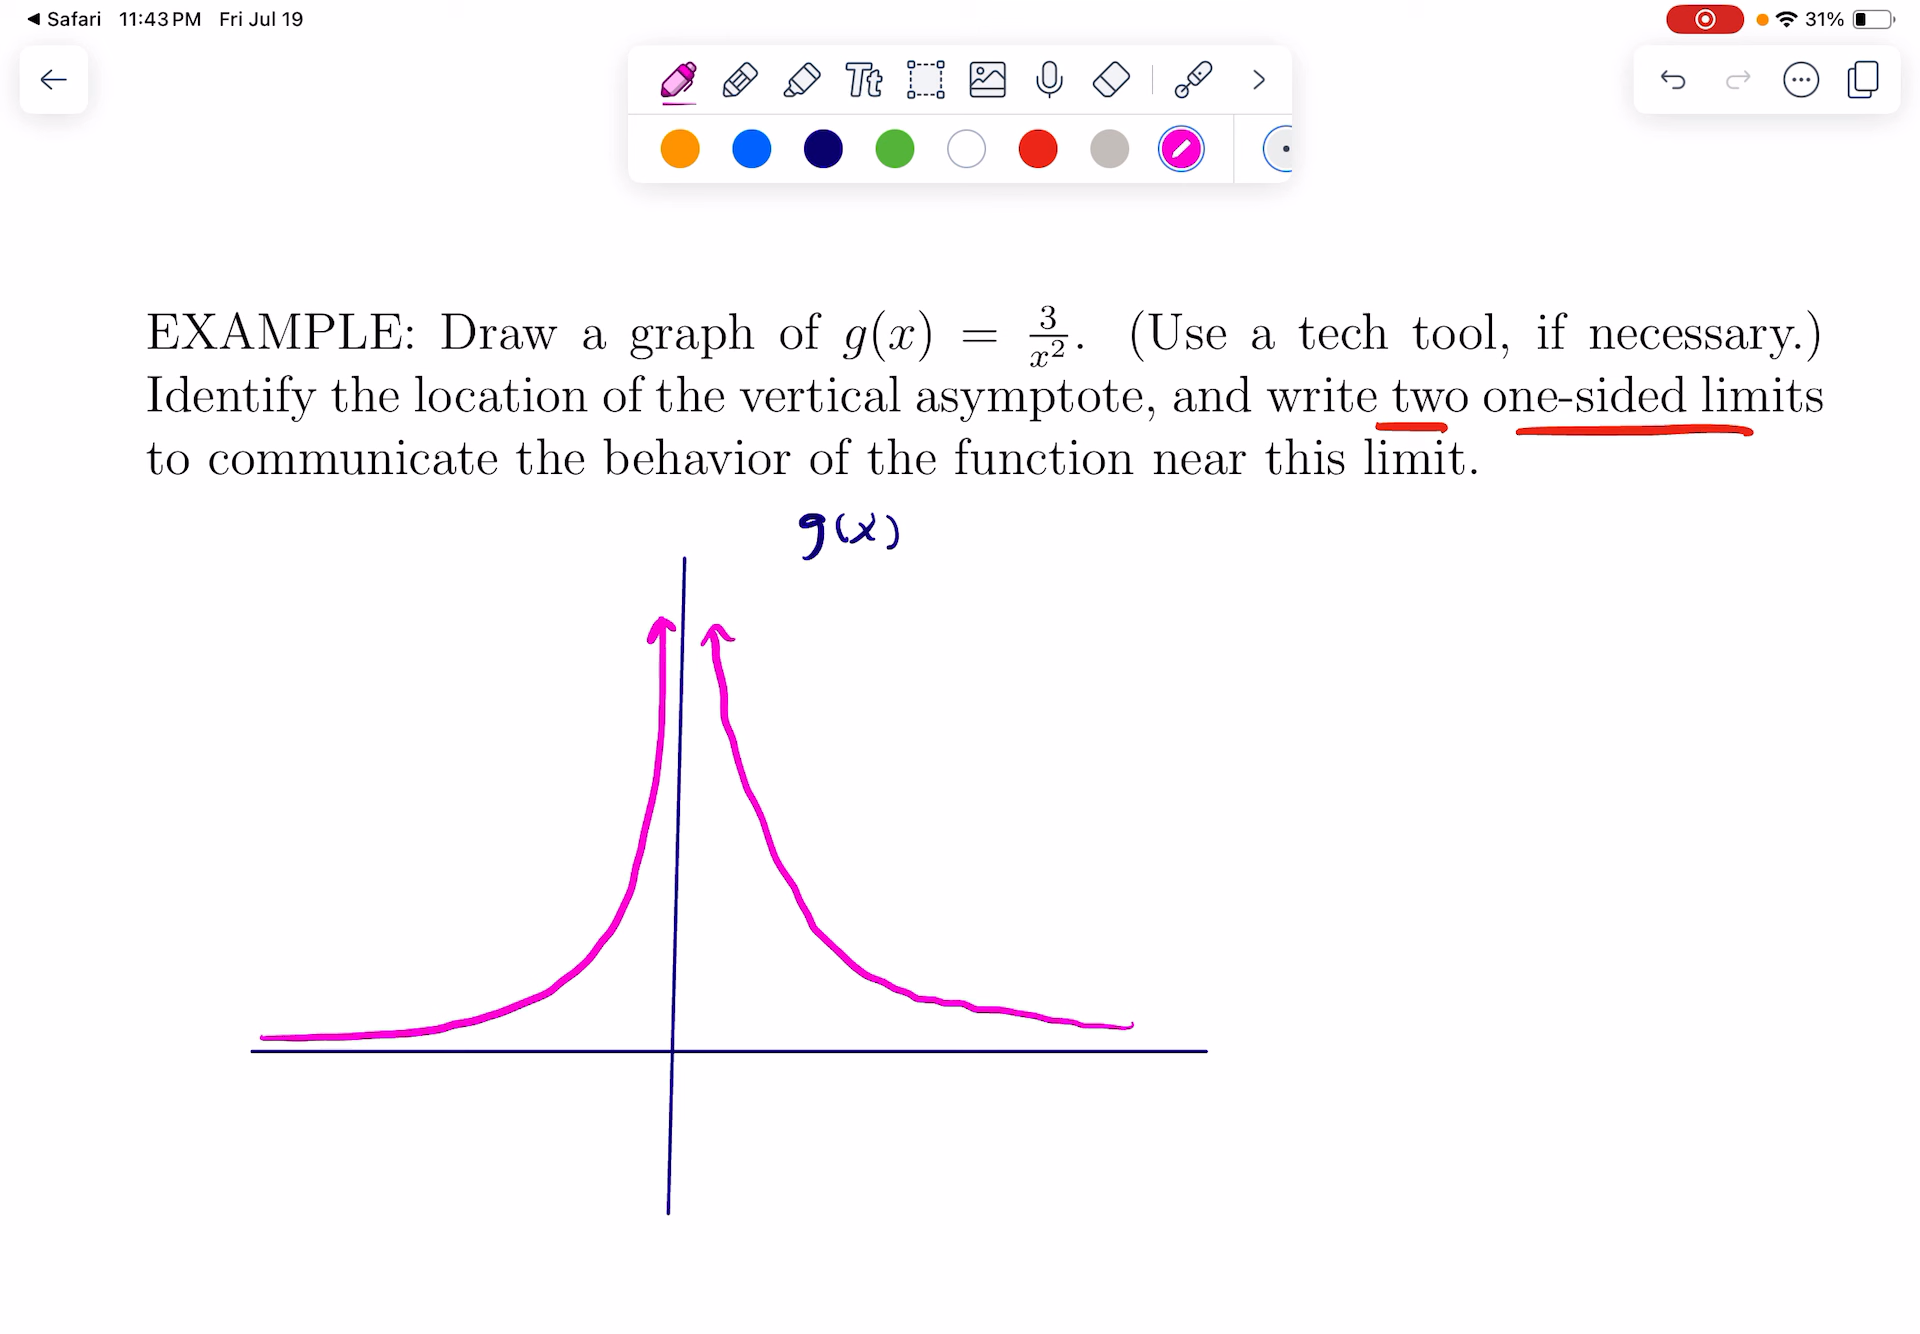 ◀ Safari 11:43 PM Fri Jul 19
31%
Tt
EXAMPLE: Draw a graph of g(x) = 3/x². (Use a tech tool, if necessary.)
Identify the location of the vertical asymptote, and write two one-sided limits
to communicate the behavior of the function near this limit.
g(x)